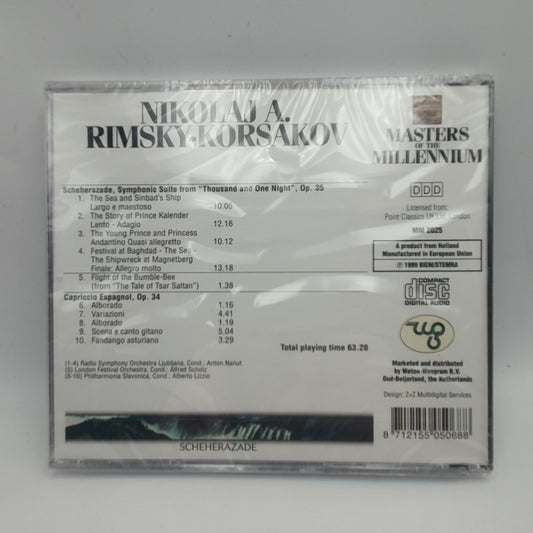 NIKOLAJ A.
RIMSKY-KORSAKOV
MASTERS
OF THE
MILLENNIUM
Scheherazade, Symphonic Suite from "Thousand and One Night", Op. 35
1. The Sea and Sinbad's Ship
Largo e maestoso 10.05
2. The Story of Prince Kalender
Lento - Adagio 12.16
3. The Young Prince and Princess
Andantino Quasi allegretto 10.12
4. Festival at Baghdad - The Sea -
The Shipwreck at Magnetberg
Finale: Allegro molto 13.18
5. Flight of the Bumble-Bee
(from "The Tale of Tsar Saltan") 1.38
Capriccio Espagnol, Op. 34
6. Alborado 1.16
7. Variazioni 4.41
8. Alborado 1.19
9. Scena e canto gitano 5.04
10. Fandango asturiano 3.29
Total playing time 63.20
(1-4) Radio Symphony Orchestra Ljubljana, Cond.: Anton Nanut
(5) London Festival Orchestra, Cond.: Alfred Scholz
(6-10) Philharmonia Slavonica, Cond.: Alberto Lizzio
SCHEHERAZADE
DDD
Licensed from:
Point Classics UK Ltd. London
MM 2025
A product from Holland
Manufactured in European Union
℗ 1999 BIEM/STEMRA
COMPACT
disc
DIGITAL AUDIO
Marketed and distributed
by Weton-Wesgram B.V.
Oud-Beijerland, the Netherlands
Design: Z+Z Multidigital Services
8 712155 050688